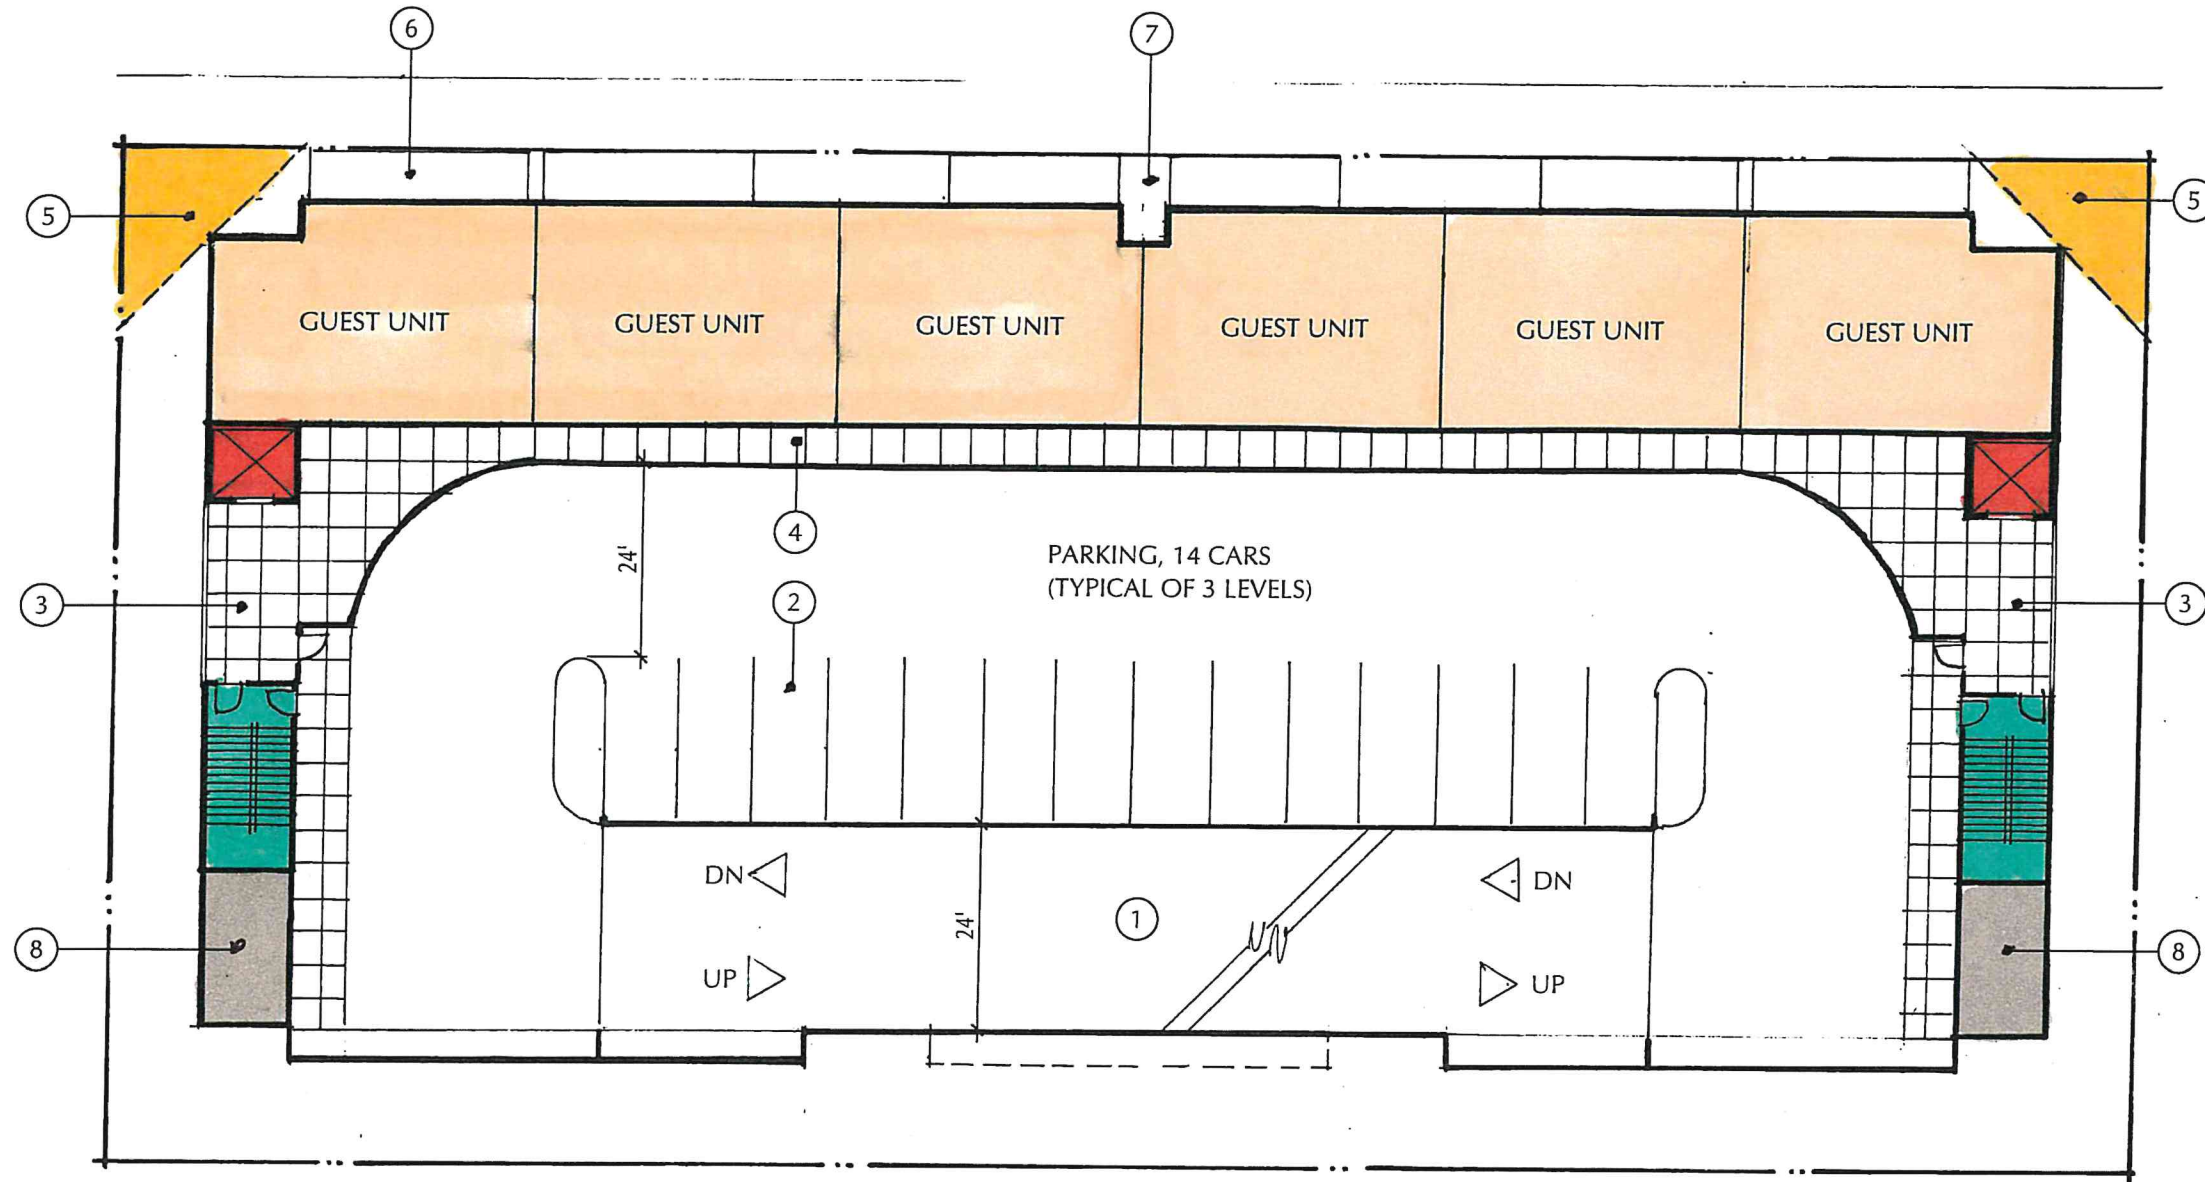 6
7
5
5
GUEST UNIT
GUEST UNIT
GUEST UNIT
GUEST UNIT
GUEST UNIT
GUEST UNIT
4
24'
PARKING, 14 CARS
(TYPICAL OF 3 LEVELS)
3
2
3
DN
DN
1
24'
8
8
UP
UP